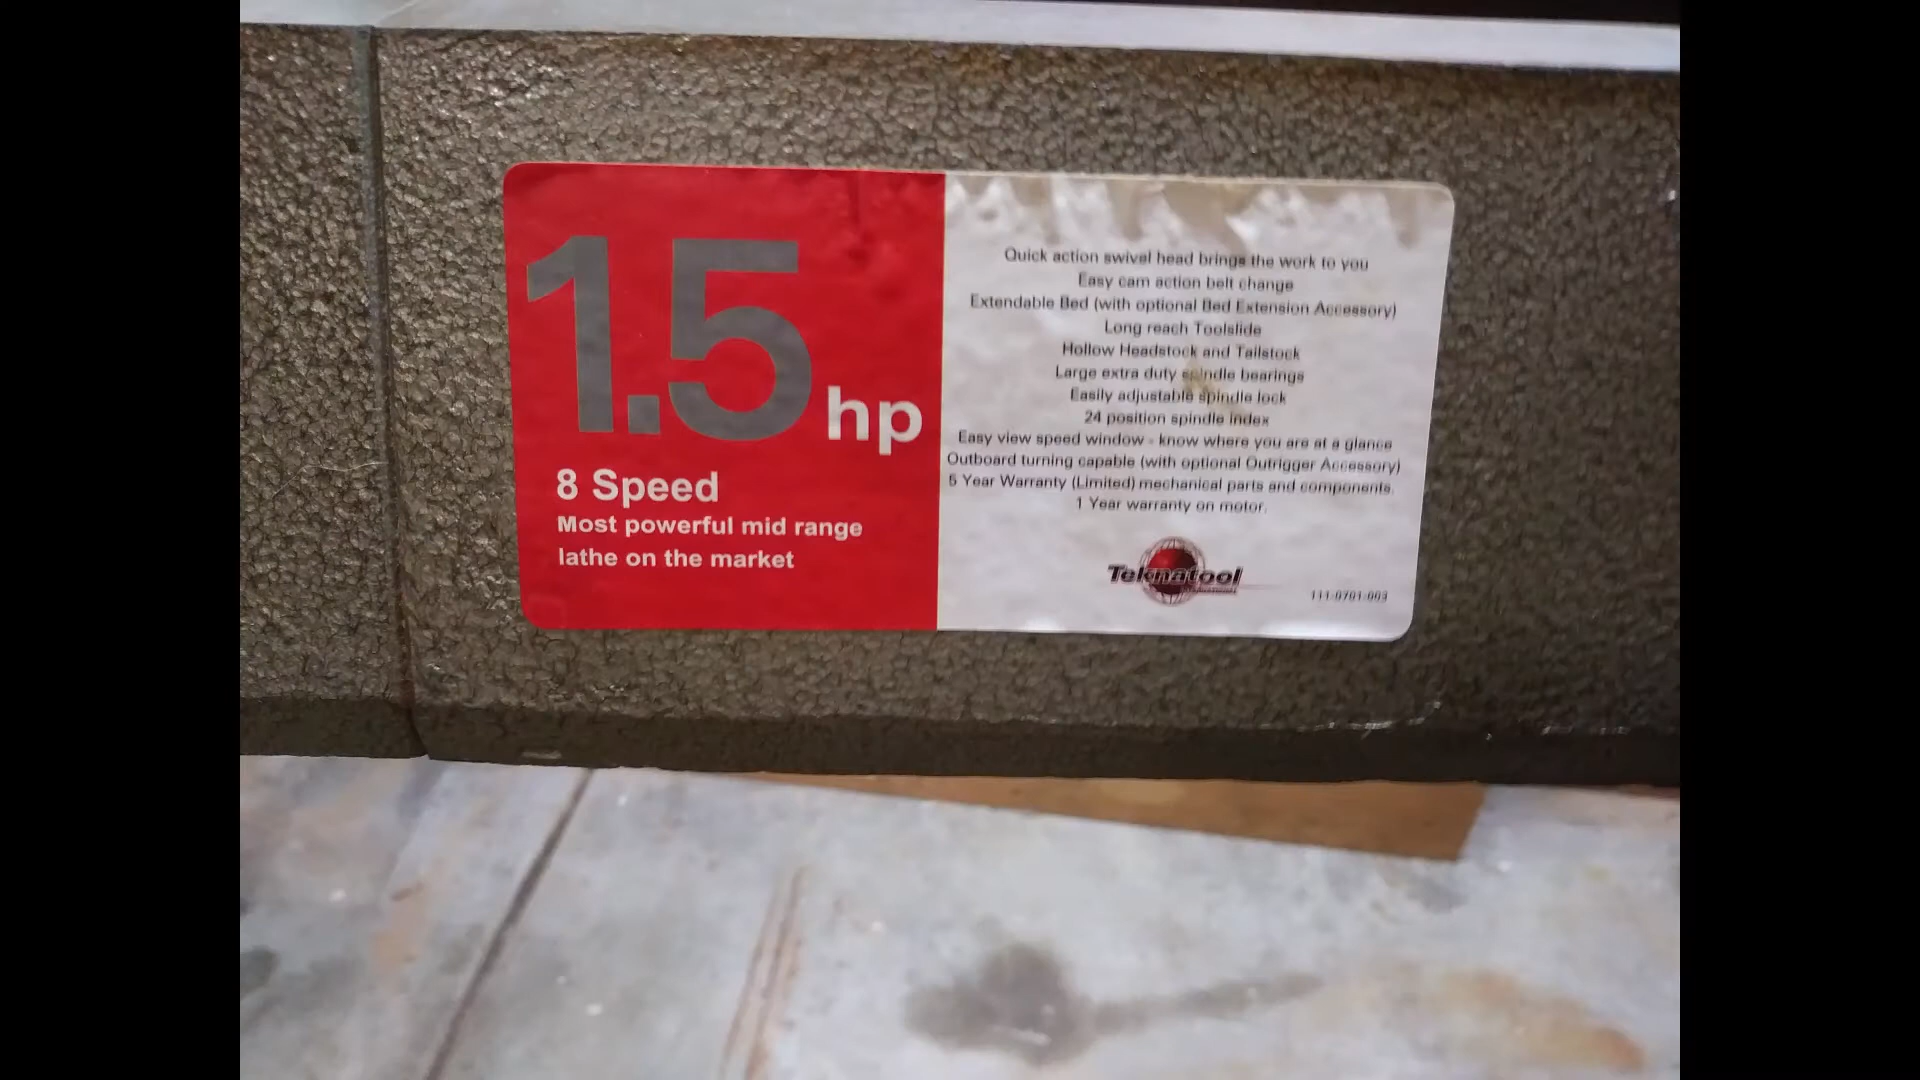 1.5 hp
8 Speed
Most powerful mid range
lathe on the market
Quick action swivel head brings the work to you
Easy cam action belt change
Extendable Bed (with optional Bed Extension Accessory)
Long reach Toolslide
Hollow Headstock and Tailstock
Large extra duty spindle bearings
Easily adjustable spindle lock
24 position spindle index
Easy view speed window - know where you are at a glance
Outboard turning capable (with optional Outrigger Accessory)
5 Year Warranty (Limited) mechanical parts and components.
1 Year warranty on motor.
Teknatool
111-0701-003